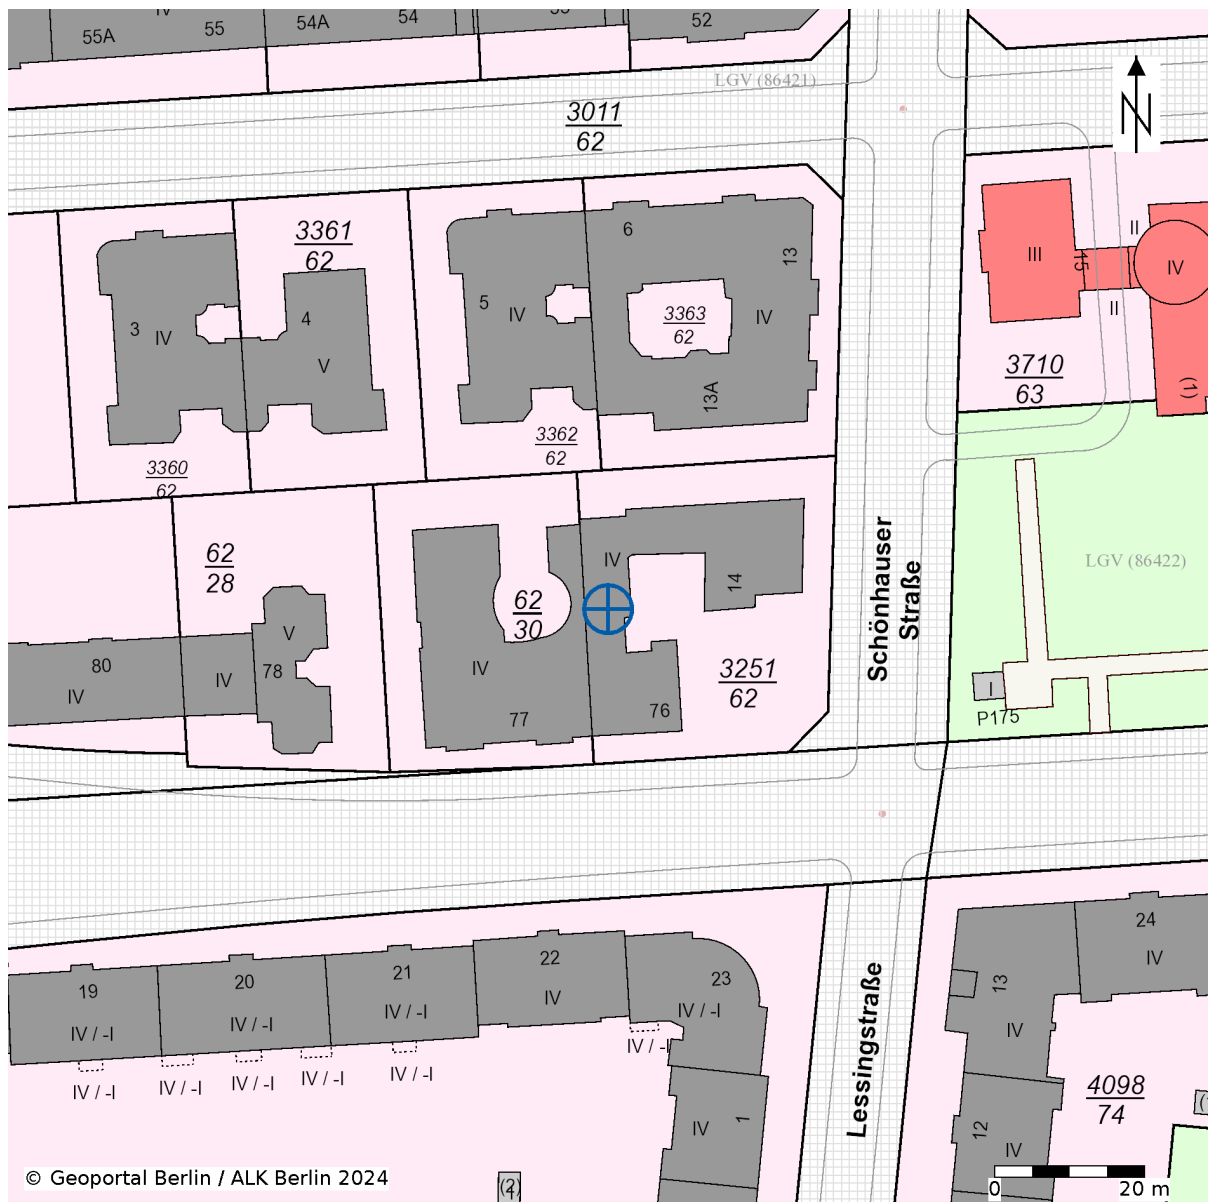 55A
55
IV
54A
54
53
52
LGV (86421)
3011
62
3361
62
6
13
3
IV
4
V
5
IV
3363
62
IV
13A
3362
62
3360
62
III
15
II
II
IV
(1)
3710
63
62
28
IV
62
30
14
Schönhauser
Straße
LGV (86422)
V
80
IV
IV
78
IV
77
76
3251
62
I
P175
19
IV / -I
20
IV / -I
21
IV / -I
22
IV
23
IV / -I
IV / -I
IV / -I
IV / -I
IV / -I
IV / -I
IV / -I
Lessingstraße
24
IV
13
IV
4098
74
IV
1
12
IV
(2)
© Geoportal Berlin / ALK Berlin 2024
0
20 m